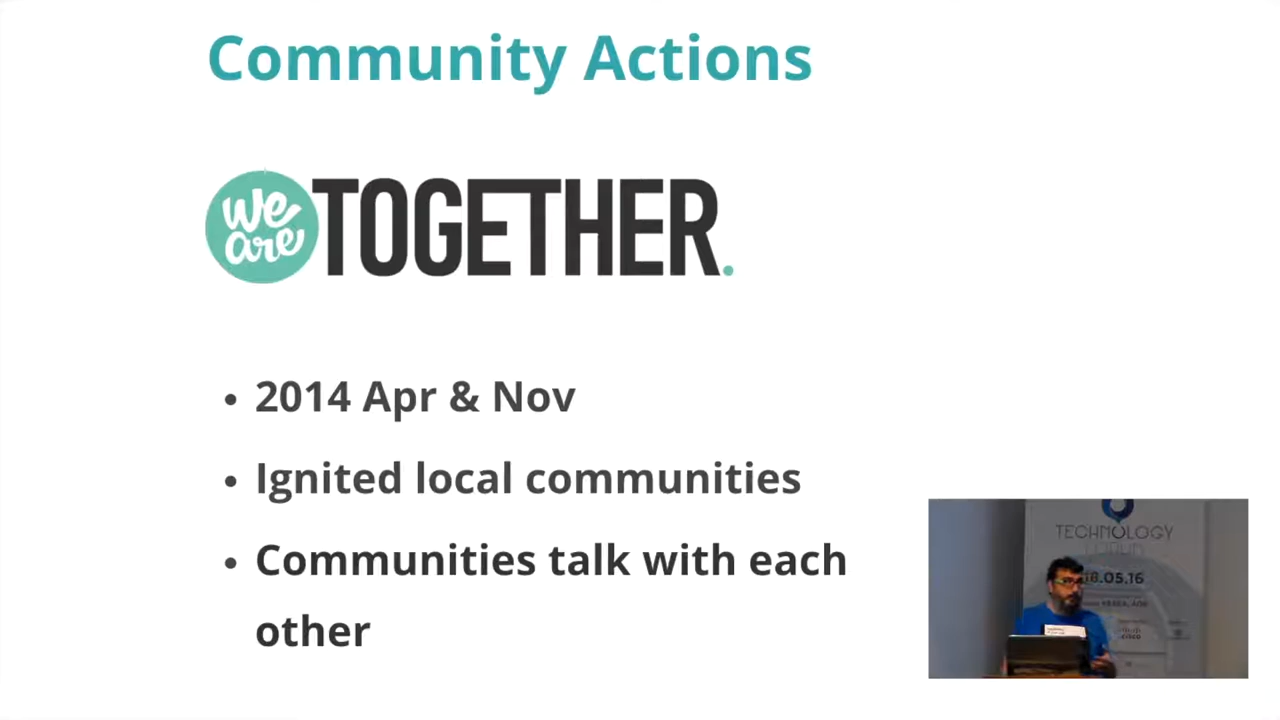 Community Actions
we are TOGETHER.
• 2014 Apr & Nov
• Ignited local communities
• Communities talk with each
other
TECHNOLOGY
18.05.16
cisco